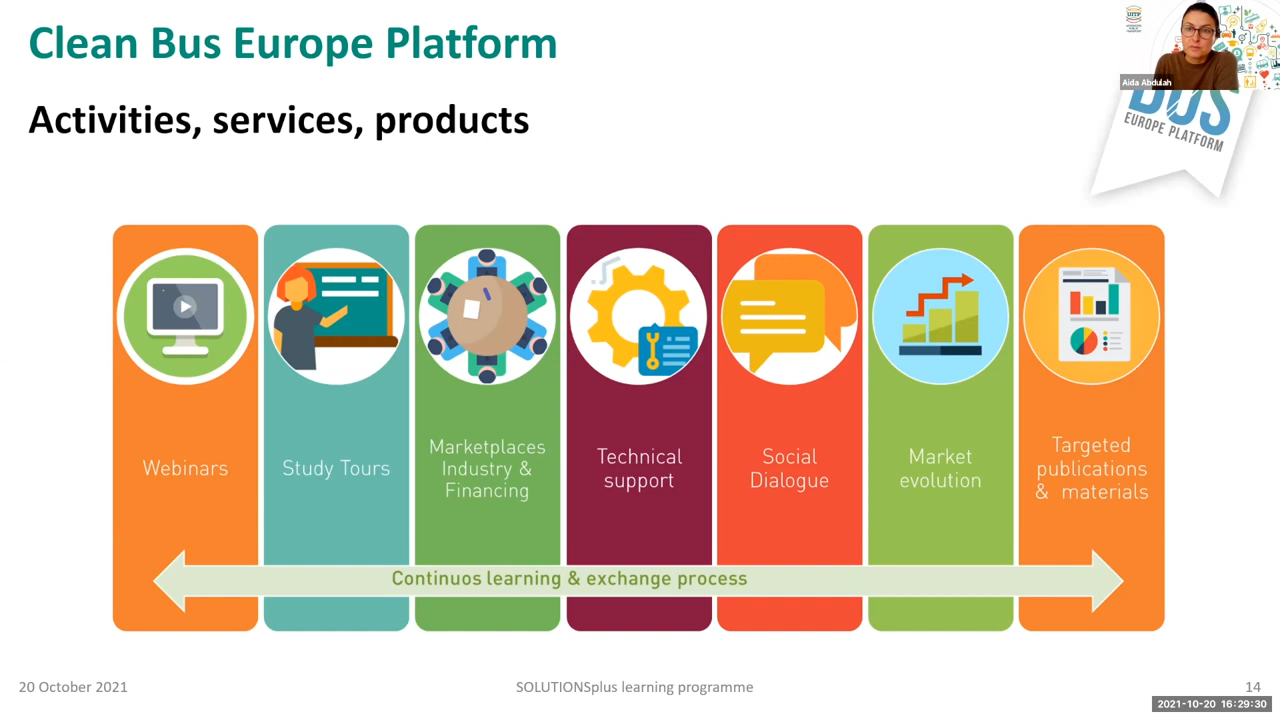 Clean Bus Europe Platform
Activities, services, products
UITP
Aida Abdulah
BUS
EUROPE PLATFORM
Webinars
Study Tours
Marketplaces
Industry &
Financing
Technical
support
Social
Dialogue
Market
evolution
Targeted
publications
& materials
Continuos learning & exchange process
20 October 2021
SOLUTIONSplus learning programme
14
2021-10-20 16:29:30